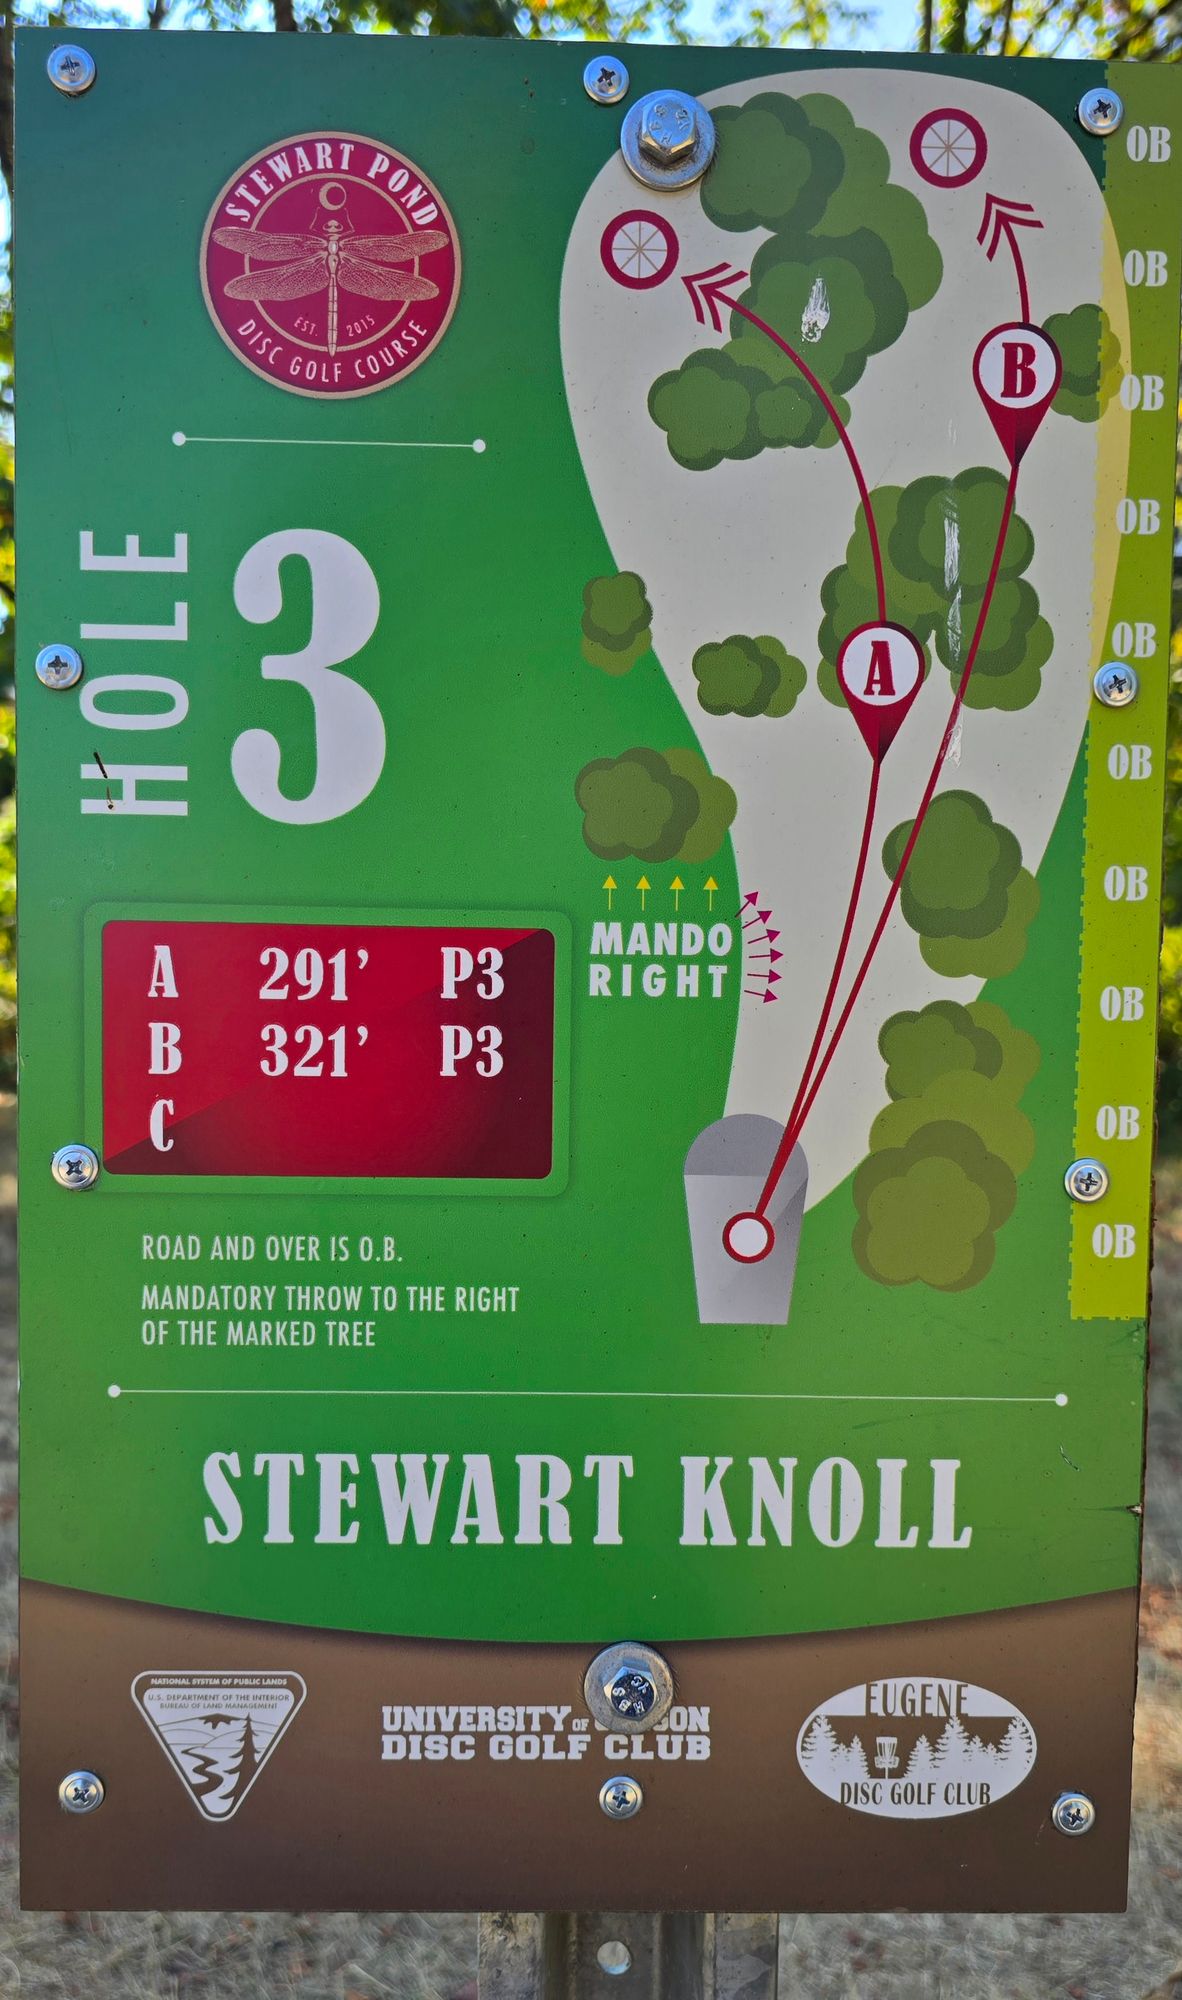 STEWART POND
EST. 2015
DISC GOLF COURSE
HOLE
3
A 291’ P3
B 321’ P3
C
ROAD AND OVER IS O.B.
MANDATORY THROW TO THE RIGHT
OF THE MARKED TREE
B
A
MANDO
RIGHT
OB
OB
OB
OB
OB
OB
OB
OB
OB
OB
STEWART KNOLL
NATIONAL SYSTEM OF PUBLIC LANDS
U.S. DEPARTMENT OF THE INTERIOR
BUREAU OF LAND MANAGEMENT
UNIVERSITY OF
DISC GOLF CLUB
EUGENE
DISC GOLF CLUB